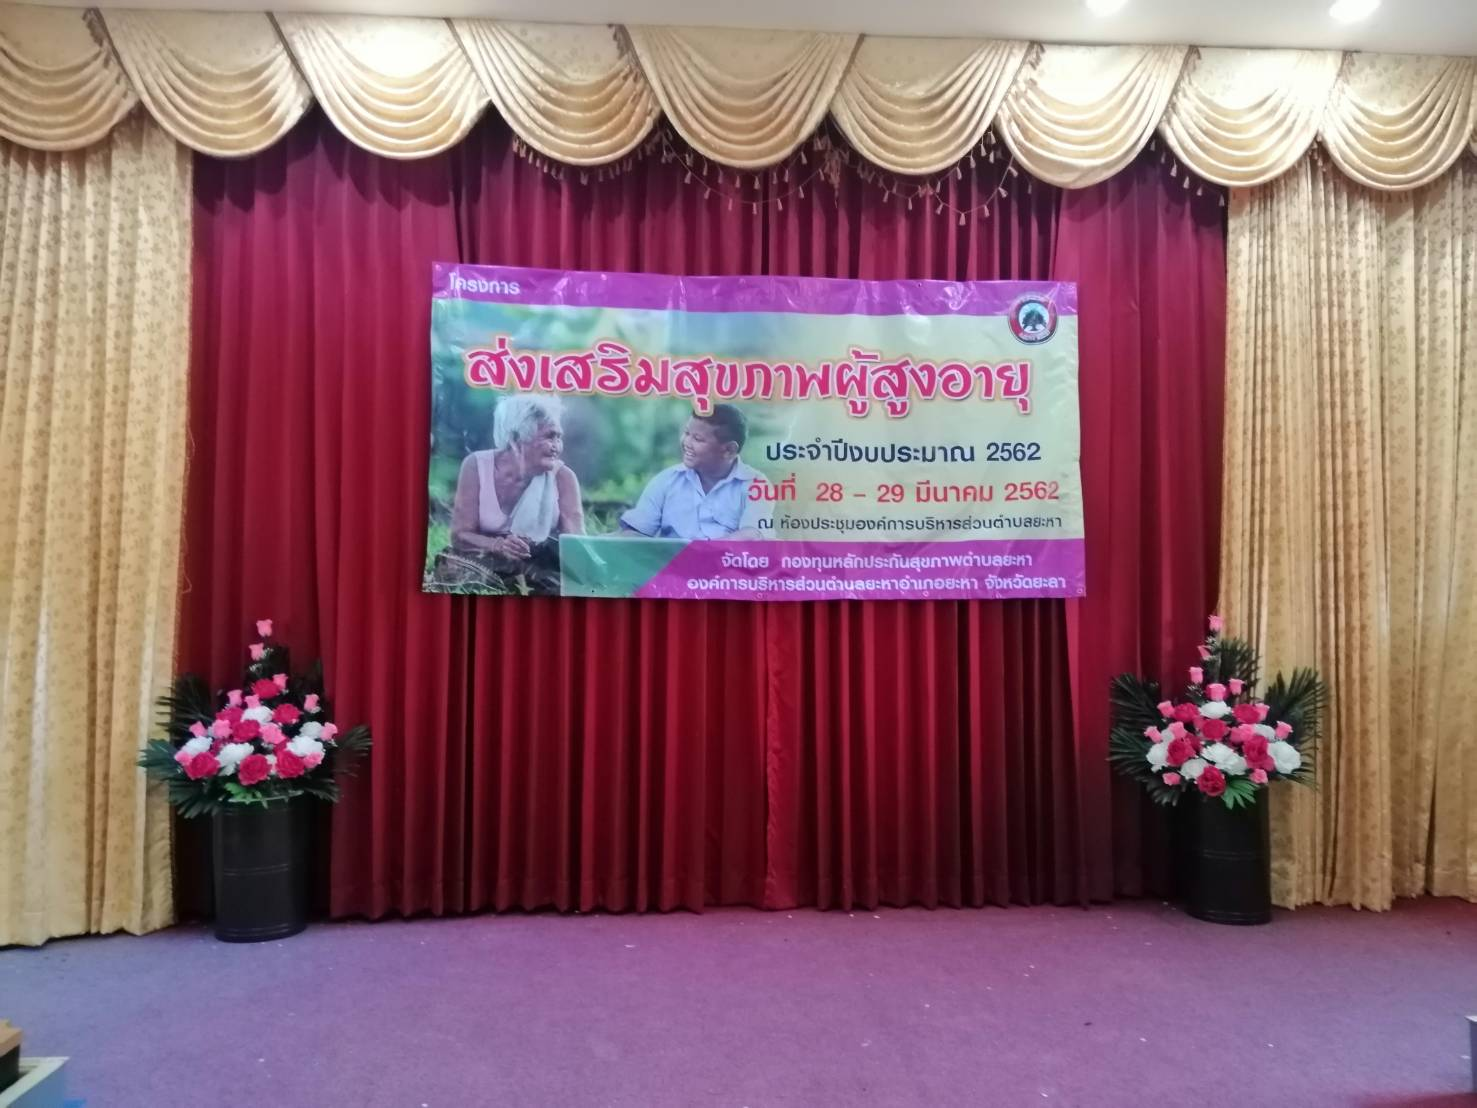 โครงการ
ส่งเสริมสุขภาพผู้สูงอายุ
ประจำปีงบประมาณ 2562
วันที่ 28 - 29 มีนาคม 2562
ณ ห้องประชุมองค์การบริหารส่วนตำบลยะหา
จัดโดย กองทุนหลักประกันสุขภาพตำบลยะหา
องค์การบริหารส่วนตำบลยะหาอำเภอยะหา จังหวัดยะลา